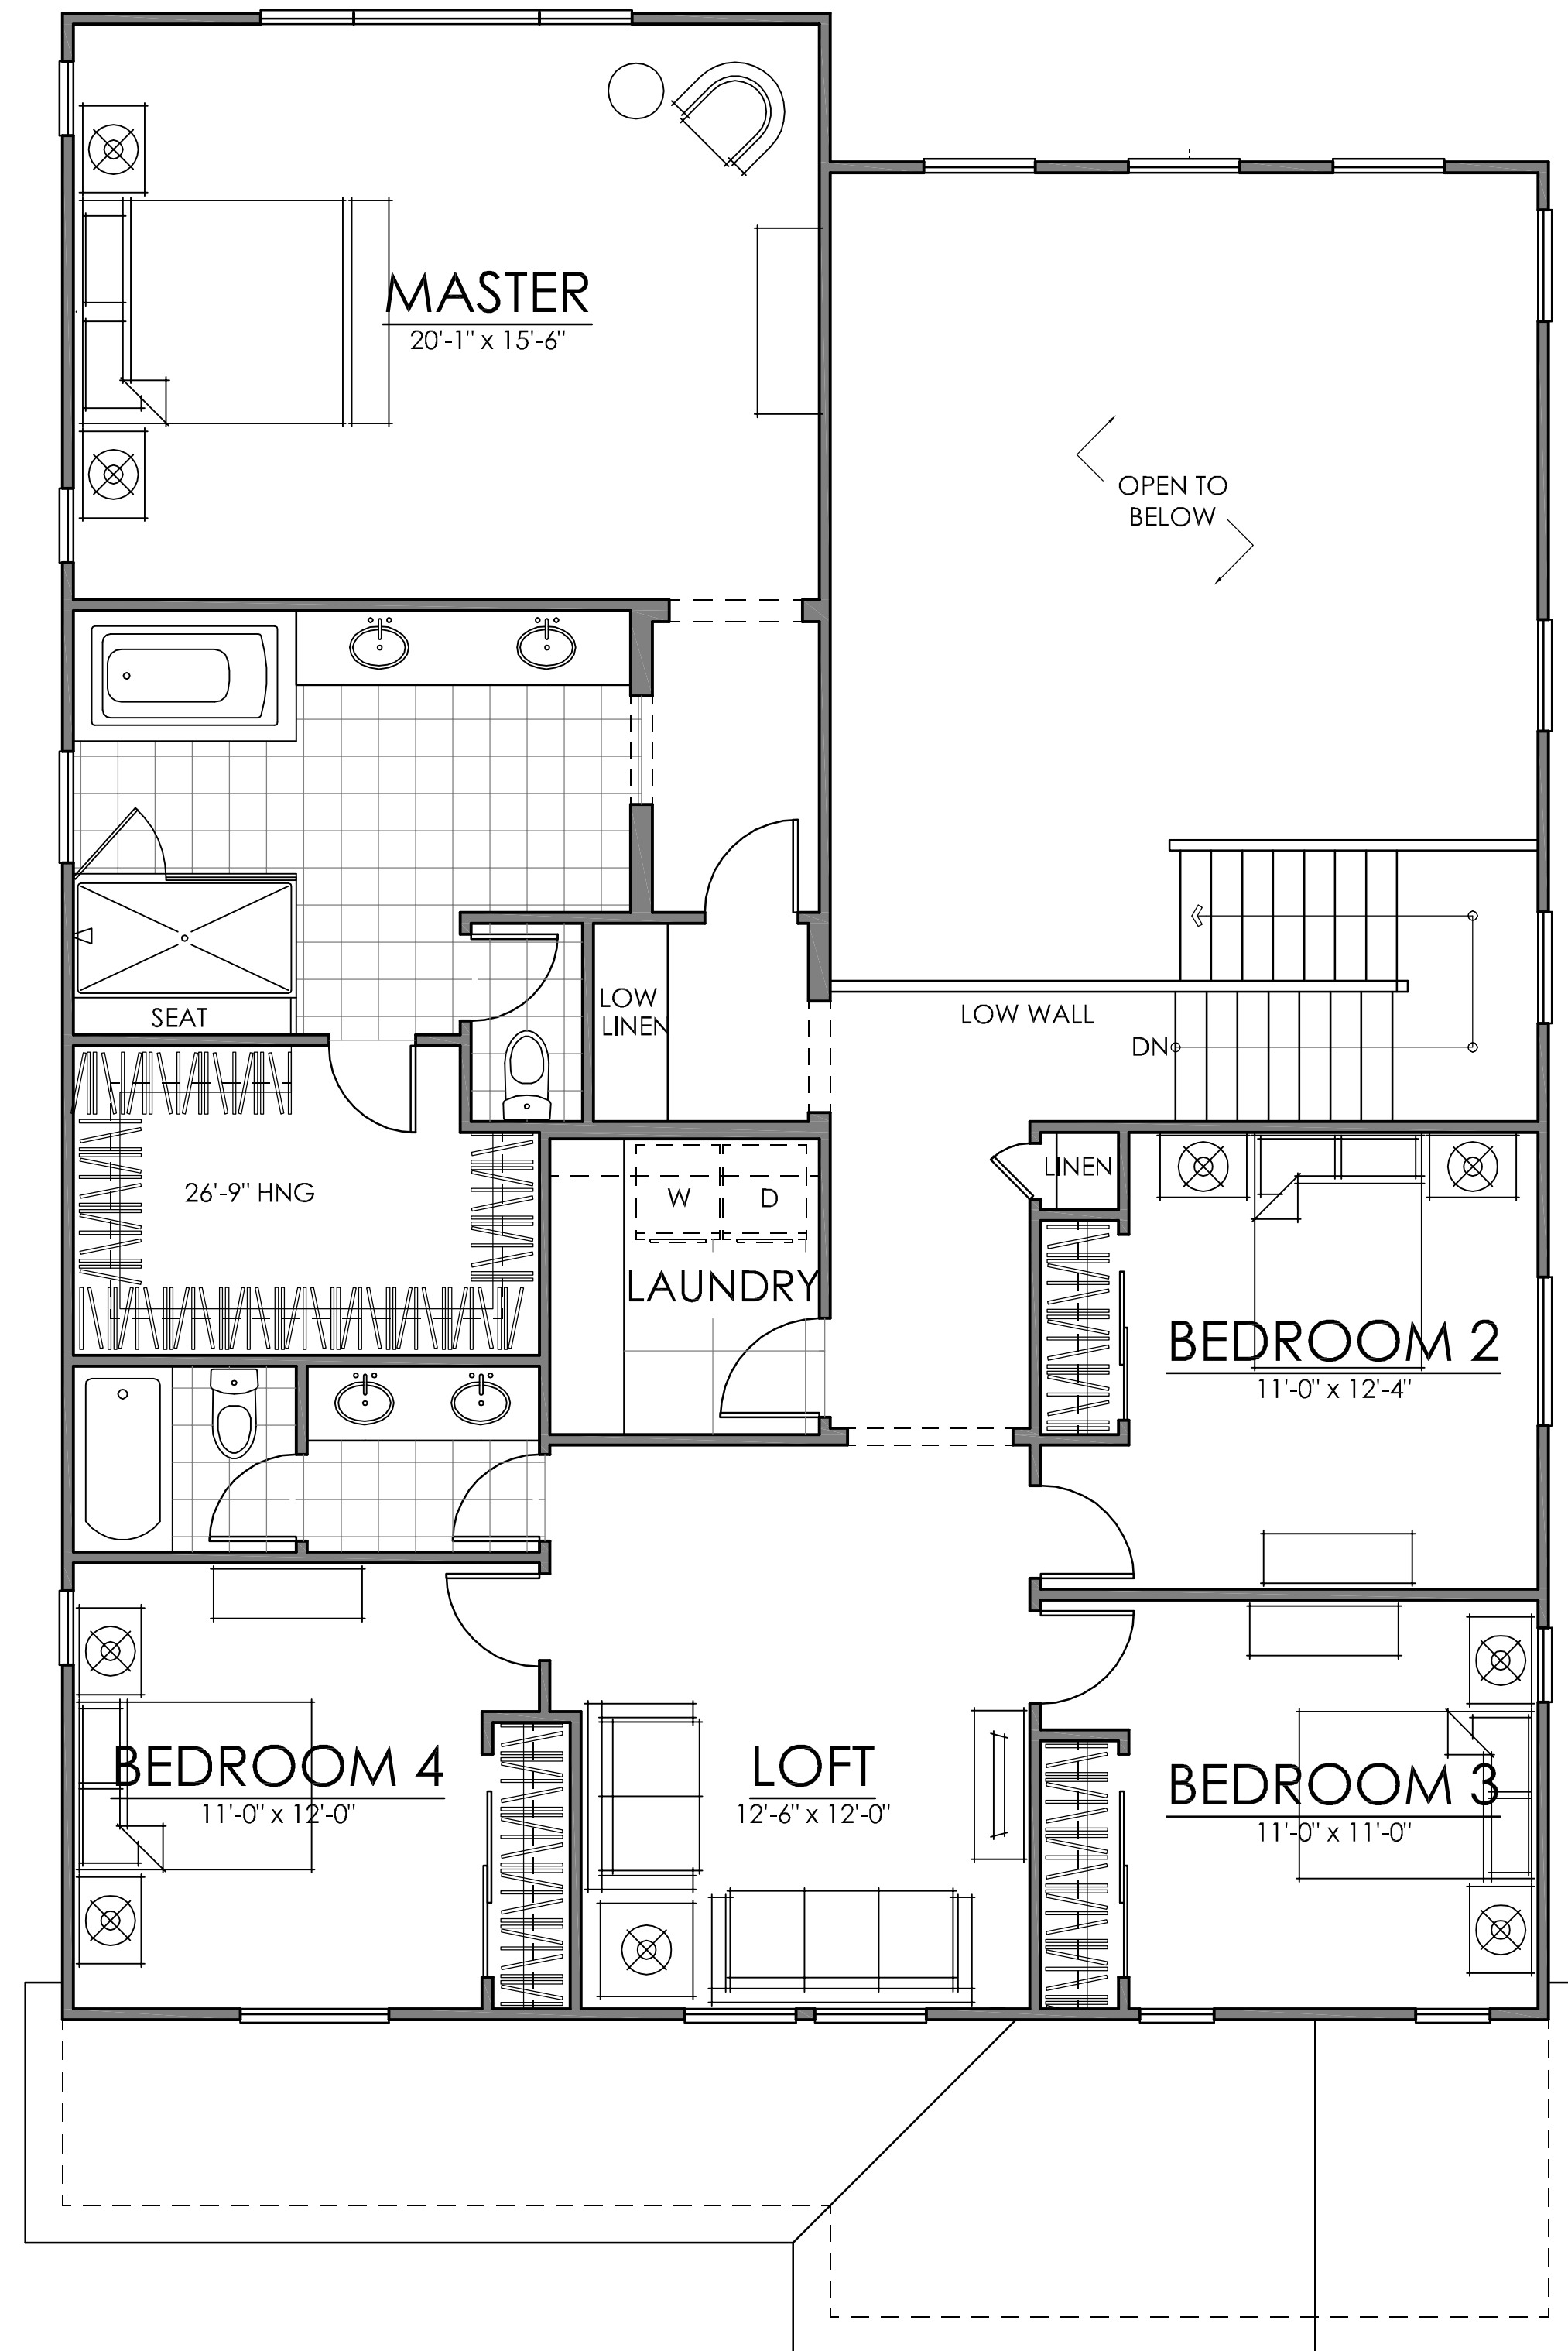 MASTER
20'-1" x 15'-6"
OPEN TO
BELOW
LOW
LINEN
SEAT
LOW WALL
DN
LINEN
26'-9" HNG
W
D
LAUNDRY
BEDROOM 2
11'-0" x 12'-4"
BEDROOM 4
11'-0" x 12'-0"
LOFT
12'-6" x 12'-0"
BEDROOM 3
11'-0" x 11'-0"